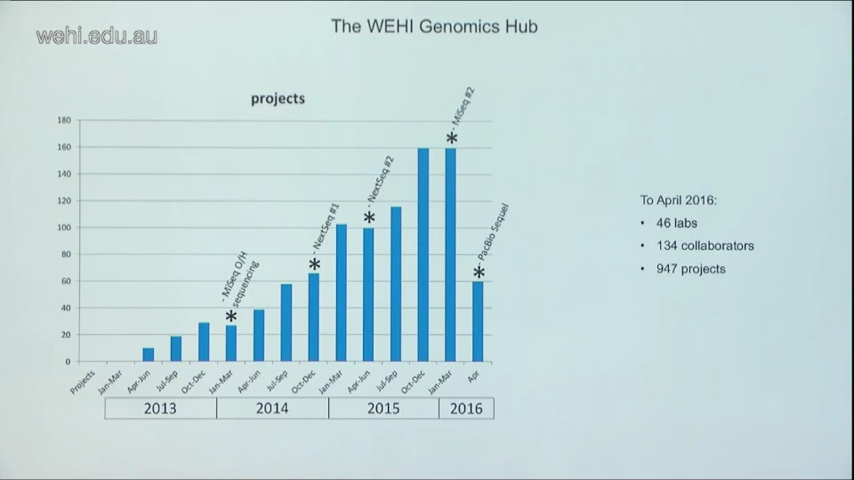 wehi.edu.au
The WEHI Genomics Hub
projects
180
160
140
120
100
80
60
40
20
0
* - MiSeq O/H
sequencing
* - NextSeq #1
* - NextSeq #2
* - MiSeq #2
* - PacBio Sequel
Projects
Jan-Mar
Apr-Jun
Jul-Sep
Oct-Dec
Jan-Mar
Apr-Jun
Jul-Sep
Oct-Dec
Jan-Mar
Apr-Jun
Jul-Sep
Oct-Dec
Jan-Mar
Apr
2013
2014
2015
2016
To April 2016:
• 46 labs
• 134 collaborators
• 947 projects